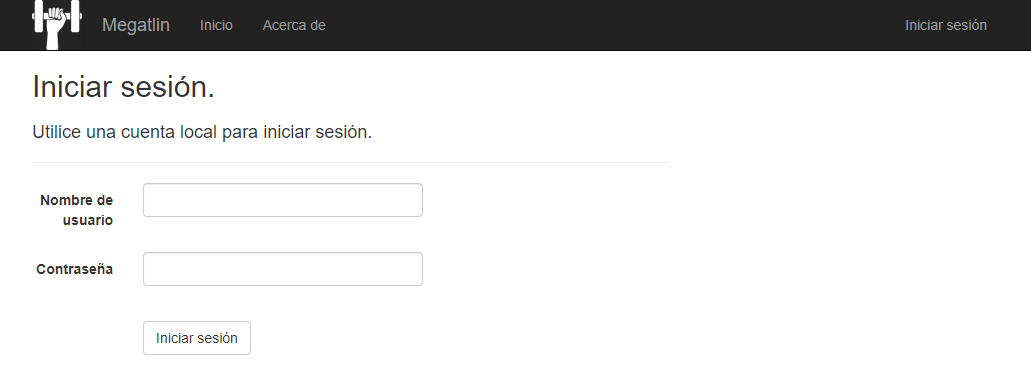 Megatlin Inicio Acerca de Iniciar sesión
Iniciar sesión.
Utilice una cuenta local para iniciar sesión.
Nombre de
usuario
Contraseña
Iniciar sesión